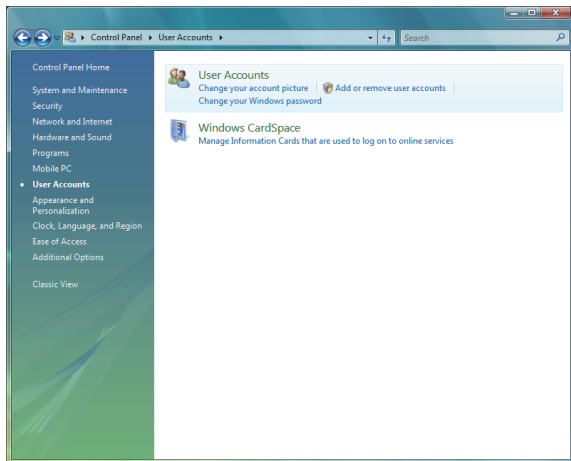 Control Panel
User Accounts
Search
Control Panel Home
System and Maintenance
Security
Network and Internet
Hardware and Sound
Programs
Mobile PC
User Accounts
Appearance and
Personalization
Clock, Language, and Region
Ease of Access
Additional Options
Classic View
User Accounts
Change your account picture
Add or remove user accounts
Change your Windows password
Windows CardSpace
Manage Information Cards that are used to log on to online services